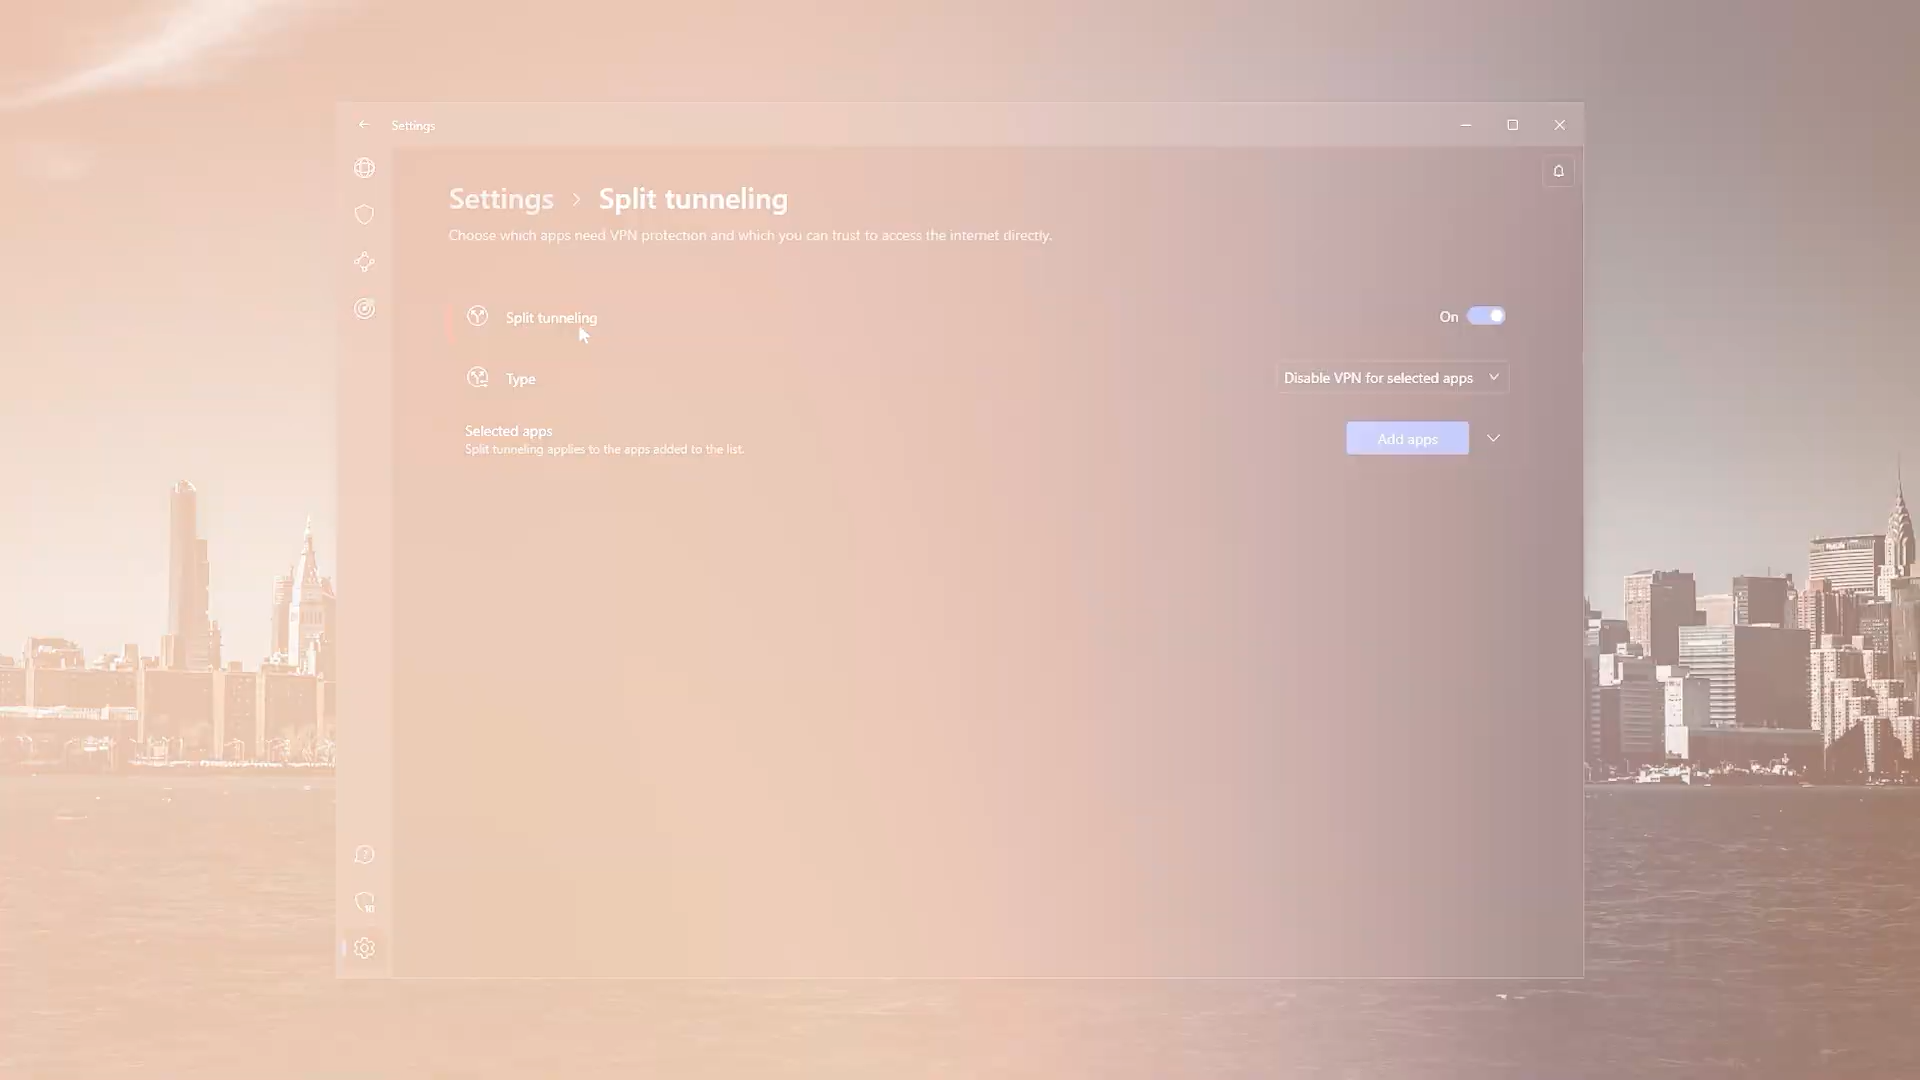 Settings
Settings > Split tunneling
Choose which apps need VPN protection and which you can trust to access the internet directly.
Split tunneling
On
Type
Disable VPN for selected apps
Selected apps
Split tunneling applies to the apps added to the list.
Add apps